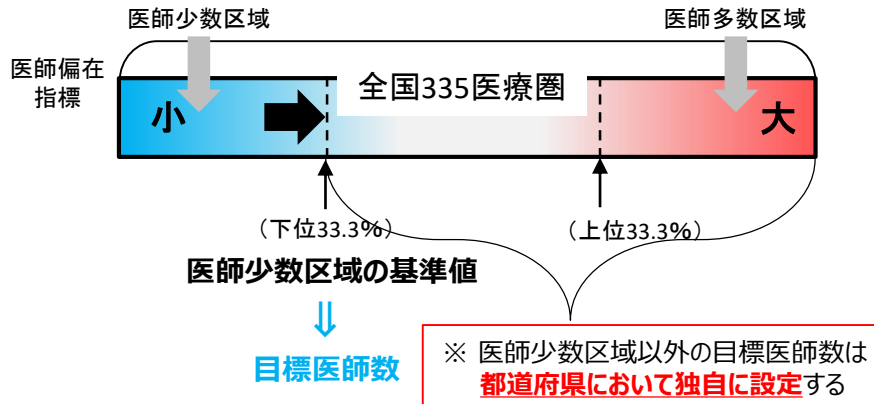 医師少数区域
医師多数区域
医師偏在
指標
全国335医療圏
小
大
（下位33.3%）
（上位33.3%）
医師少数区域の基準値
⇓
目標医師数
※ 医師少数区域以外の目標医師数は
都道府県において独自に設定する